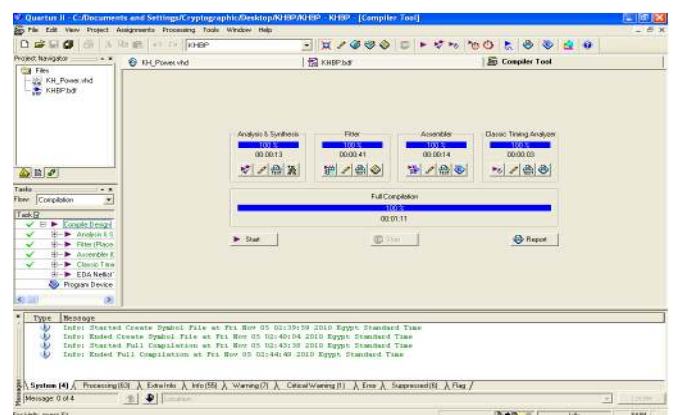 Quartus II - C:/Documents and Settings/Cryptographic/Desktop/KHBP/KHBP - KHBP - [Compiler Tool]
File Edit View Project Assignments Processing Tools Window Help
KHBP
Project Navigator
KH_Power.vhd
KHBP.bdf
Compiler Tool
Files
KH_Power.vhd
KHBP.bdf
Analysis & Synthesis
Fitter
Assembler
Classic Timing Analyzer
100 %
100 %
100 %
100 %
00:00:13
00:00:41
00:00:14
00:00:03
Tasks
Flow: Compilation
Task
Compile Design
Analysis & S
Fitter (Place
Assembler (
Classic Timi
EDA Netlist
Program Device
Full Compilation
100 %
00:01:11
Start
Stop
Report
Type Message
Info: Started Create Symbol File at Fri Nov 05 02:39:59 2010 Egypt Standard Time
Info: Ended Create Symbol File at Fri Nov 05 02:40:04 2010 Egypt Standard Time
Info: Started Full Compilation at Fri Nov 05 02:43:38 2010 Egypt Standard Time
Info: Ended Full Compilation at Fri Nov 05 02:44:49 2010 Egypt Standard Time
System (4) Processing (63) Extra Info Info (55) Warning (7) Critical Warning (1) Error Suppressed (6) Flag
Message: 0 of 4
Location: